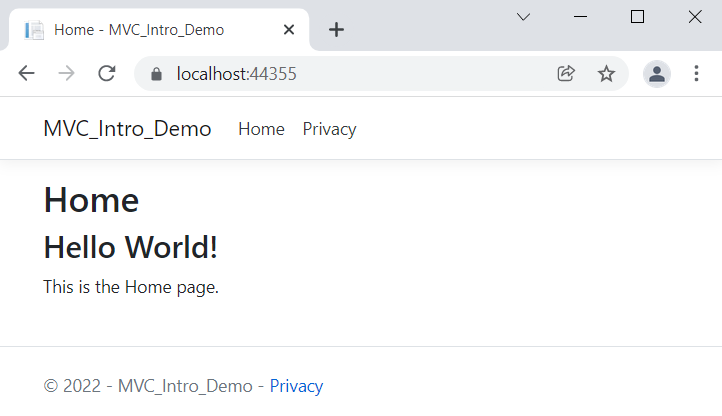 Home - MVC_Intro_Demo
localhost:44355
MVC_Intro_Demo Home Privacy
Home
Hello World!
This is the Home page.
© 2022 - MVC_Intro_Demo - Privacy